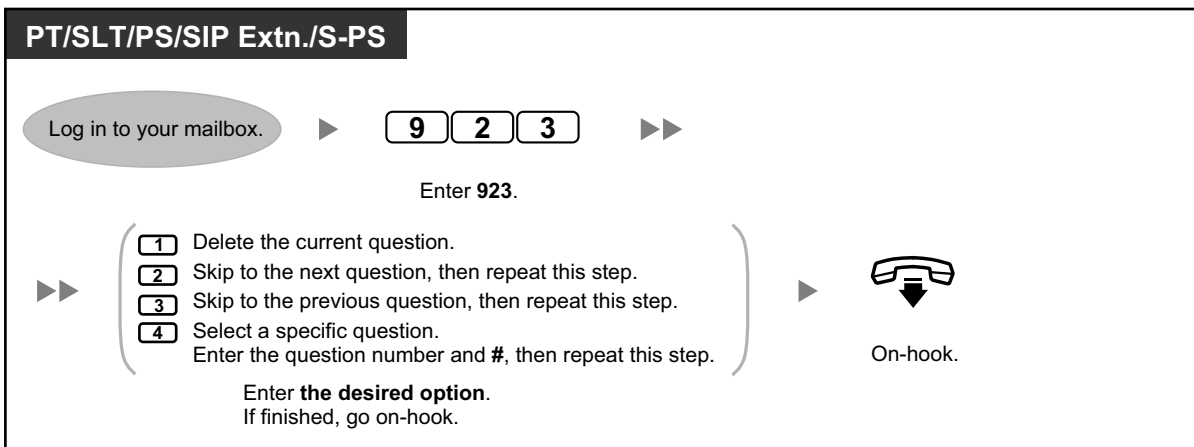 PT/SLT/PS/SIP Extn./S-PS
Log in to your mailbox.
9 2 3
Enter 923.
1 Delete the current question.
2 Skip to the next question, then repeat this step.
3 Skip to the previous question, then repeat this step.
4 Select a specific question.
Enter the question number and #, then repeat this step.
On-hook.
Enter the desired option.
If finished, go on-hook.